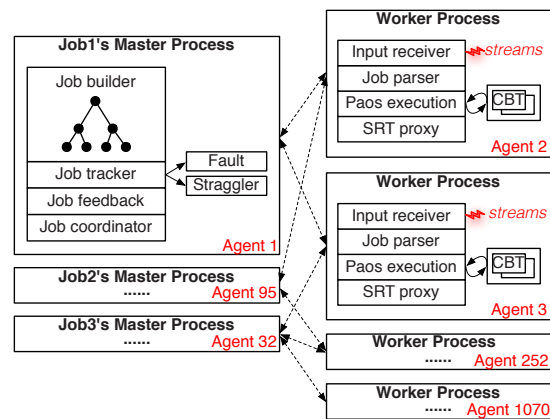 Job1's Master Process
Job builder
Job tracker
Job feedback
Job coordinator
Fault
Straggler
Agent 1
Job2's Master Process
......
Agent 95
Job3's Master Process
......
Agent 32
Worker Process
Input receiver
Job parser
Paos execution
SRT proxy
streams
CBT
Agent 2
Worker Process
Input receiver
Job parser
Paos execution
SRT proxy
streams
CBT
Agent 3
Worker Process
......
Agent 252
Worker Process
......
Agent 1070